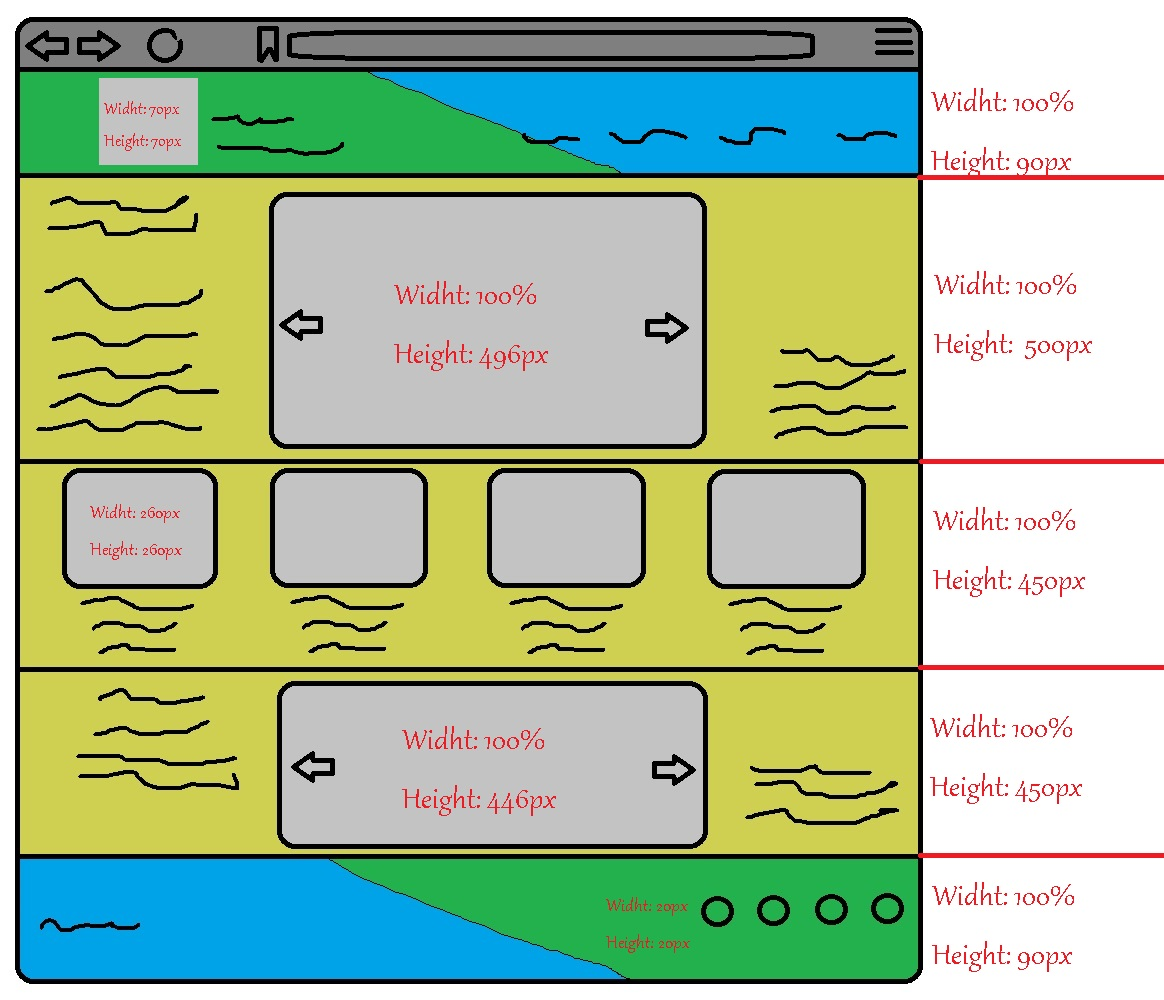 Widht: 70px
Height: 70px
Widht: 100%
Height: 90px
Widht: 100%
Height: 496px
Widht: 100%
Height: 500px
Widht: 260px
Height: 260px
Widht: 100%
Height: 450px
Widht: 100%
Height: 446px
Widht: 100%
Height: 450px
Widht: 20px
Height: 20px
Widht: 100%
Height: 90px